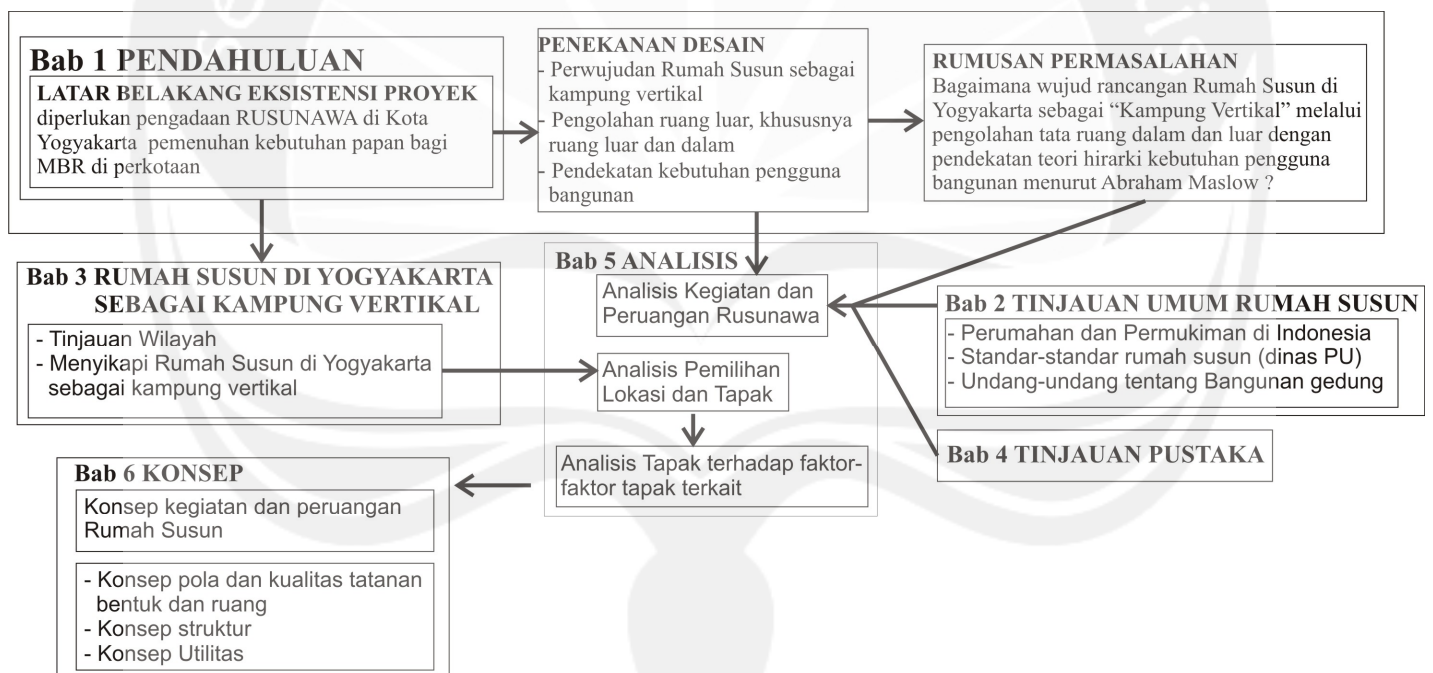 Bab 1 PENDAHULUAN
LATAR BELAKANG EKSISTENSI PROYEK
diperlukan pengadaan RUSUNAWA di Kota
Yogyakarta pemenuhan kebutuhan papan bagi
MBR di perkotaan
PENEKANAN DESAIN
- Perwujudan Rumah Susun sebagai
kampung vertikal
- Pengolahan ruang luar, khususnya
ruang luar dan dalam
- Pendekatan kebutuhan pengguna
bangunan
RUMUSAN PERMASALAHAN
Bagaimana wujud rancangan Rumah Susun di
Yogyakarta sebagai “Kampung Vertikal” melalui
pengolahan tata ruang dalam dan luar dengan
pendekatan teori hirarki kebutuhan pengguna
bangunan menurut Abraham Maslow ?
Bab 3 RUMAH SUSUN DI YOGYAKARTA
SEBAGAI KAMPUNG VERTIKAL
- Tinjauan Wilayah
- Menyikapi Rumah Susun di Yogyakarta
sebagai kampung vertikal
Bab 5 ANALISIS
Analisis Kegiatan dan
Peruangan Rusunawa
Analisis Pemilihan
Lokasi dan Tapak
Analisis Tapak terhadap faktor-
faktor tapak terkait
Bab 2 TINJAUAN UMUM RUMAH SUSUN
- Perumahan dan Permukiman di Indonesia
- Standar-standar rumah susun (dinas PU)
- Undang-undang tentang Bangunan gedung
Bab 4 TINJAUAN PUSTAKA
Bab 6 KONSEP
Konsep kegiatan dan peruangan
Rumah Susun
- Konsep pola dan kualitas tatanan
bentuk dan ruang
- Konsep struktur
- Konsep Utilitas